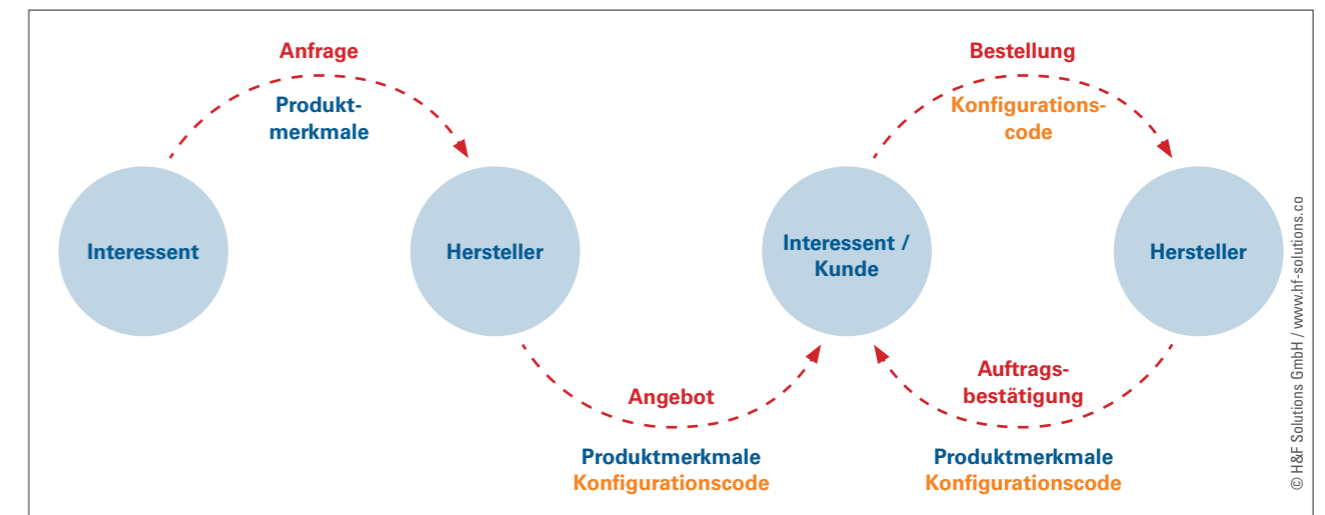 Anfrage
Produkt-
merkmale
Interessent
Hersteller
Angebot
Produktmerkmale
Konfigurationscode
Interessent /
Kunde
Bestellung
Konfigurations-
code
Hersteller
Auftrags-
bestätigung
Produktmerkmale
Konfigurationscode
© H&F Solutions GmbH / www.hf-solutions.co